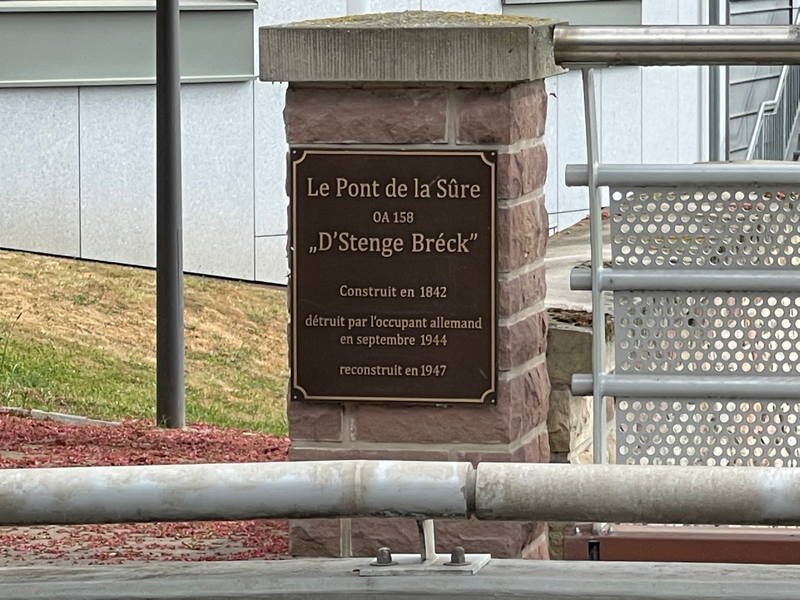 Le Pont de la Sûre
OA 158
„D'Stenge Bréck”
Construit en 1842
détruit par l'occupant allemand
en septembre 1944
reconstruit en 1947